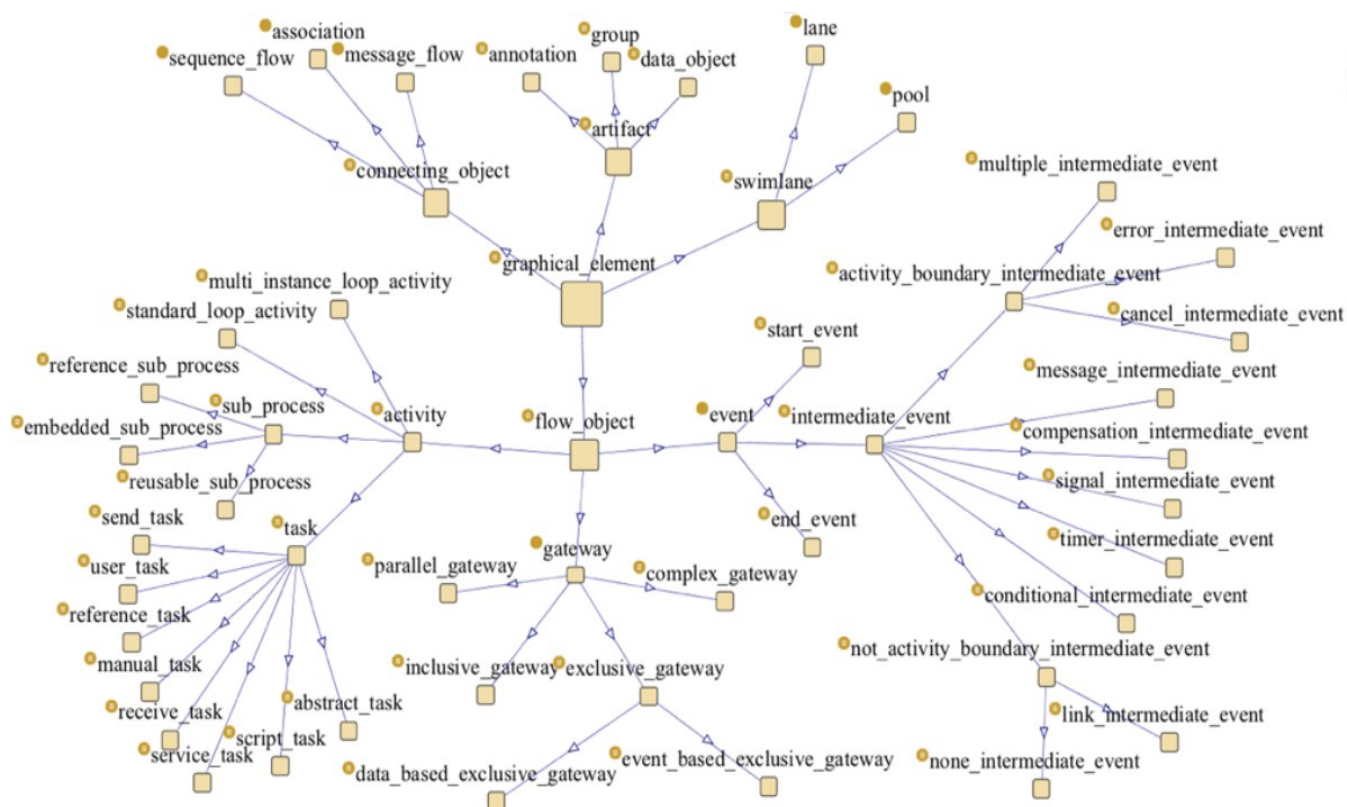 association
lane
group
sequence_flow
message_flow
annotation
data_object
pool
artifact
multiple_intermediate_event
connecting_object
swimlane
error_intermediate_event
graphical_element
activity_boundary_intermediate_event
multi_instance_loop_activity
cancel_intermediate_event
standard_loop_activity
start_event
reference_sub_process
message_intermediate_event
sub_process
activity
flow_object
event
intermediate_event
embedded_sub_process
compensation_intermediate_event
reusable_sub_process
signal_intermediate_event
send_task
task
end_event
timer_intermediate_event
gateway
user_task
parallel_gateway
complex_gateway
conditional_intermediate_event
reference_task
not_activity_boundary_intermediate_event
manual_task
inclusive_gateway
exclusive_gateway
receive_task
abstract_task
link_intermediate_event
script_task
service_task
data_based_exclusive_gateway
event_based_exclusive_gateway
none_intermediate_event